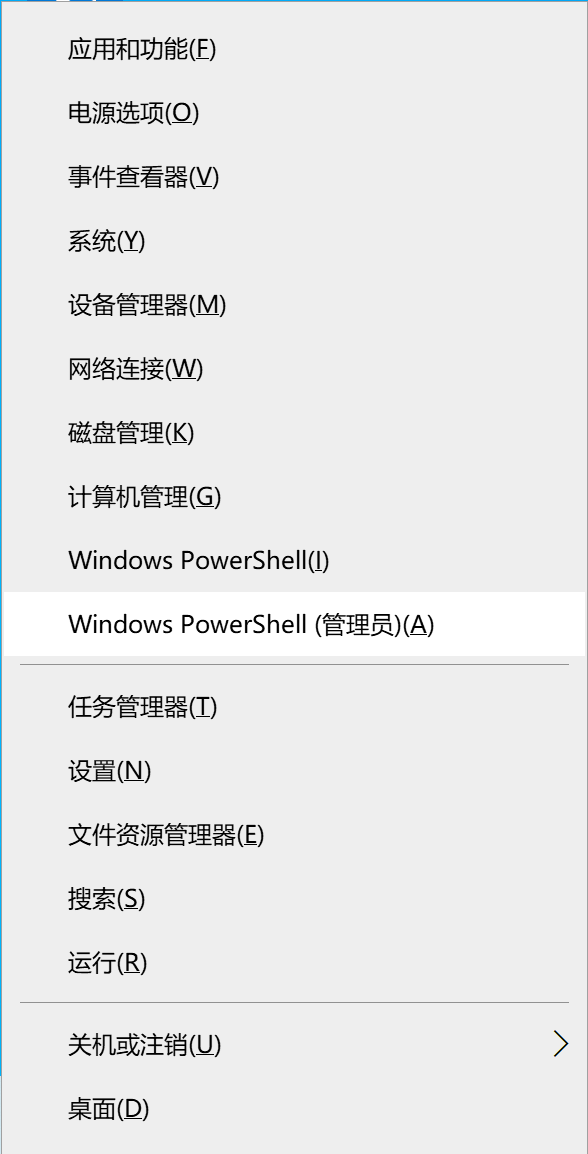 应用和功能(F)
电源选项(O)
事件查看器(V)
系统(Y)
设备管理器(M)
网络连接(W)
磁盘管理(K)
计算机管理(G)
Windows PowerShell(I)
Windows PowerShell (管理员)(A)
任务管理器(T)
设置(N)
文件资源管理器(E)
搜索(S)
运行(R)
关机或注销(U)
桌面(D)